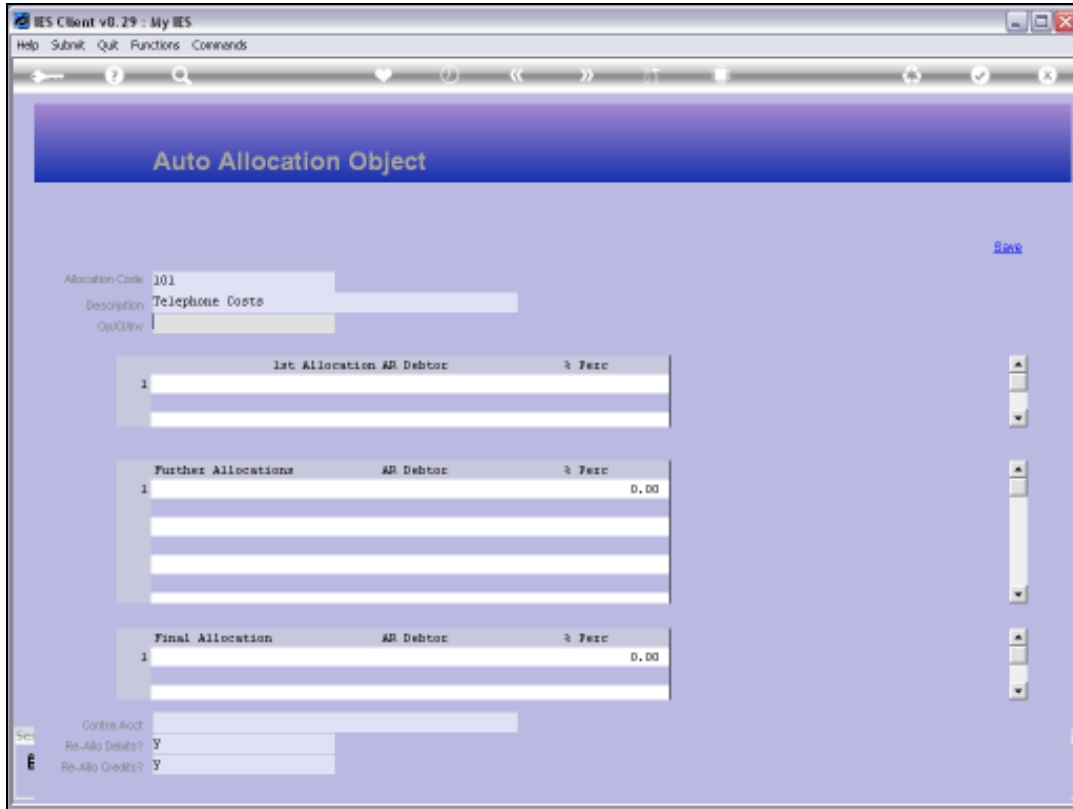 IES Client v8.29 : My IES
Help Submit Quit Functions Commands
Auto Allocation Object
Save
Allocation Code 101
Description Telephone Costs
Op/Cl/Inv
1st Allocation AR Debtor % Perc
1
Further Allocations AR Debtor % Perc
1 0.00
Final Allocation AR Debtor % Perc
1 0.00
Contra Acct
Re-Allo Debits? Y
Re-Allo Credits? Y